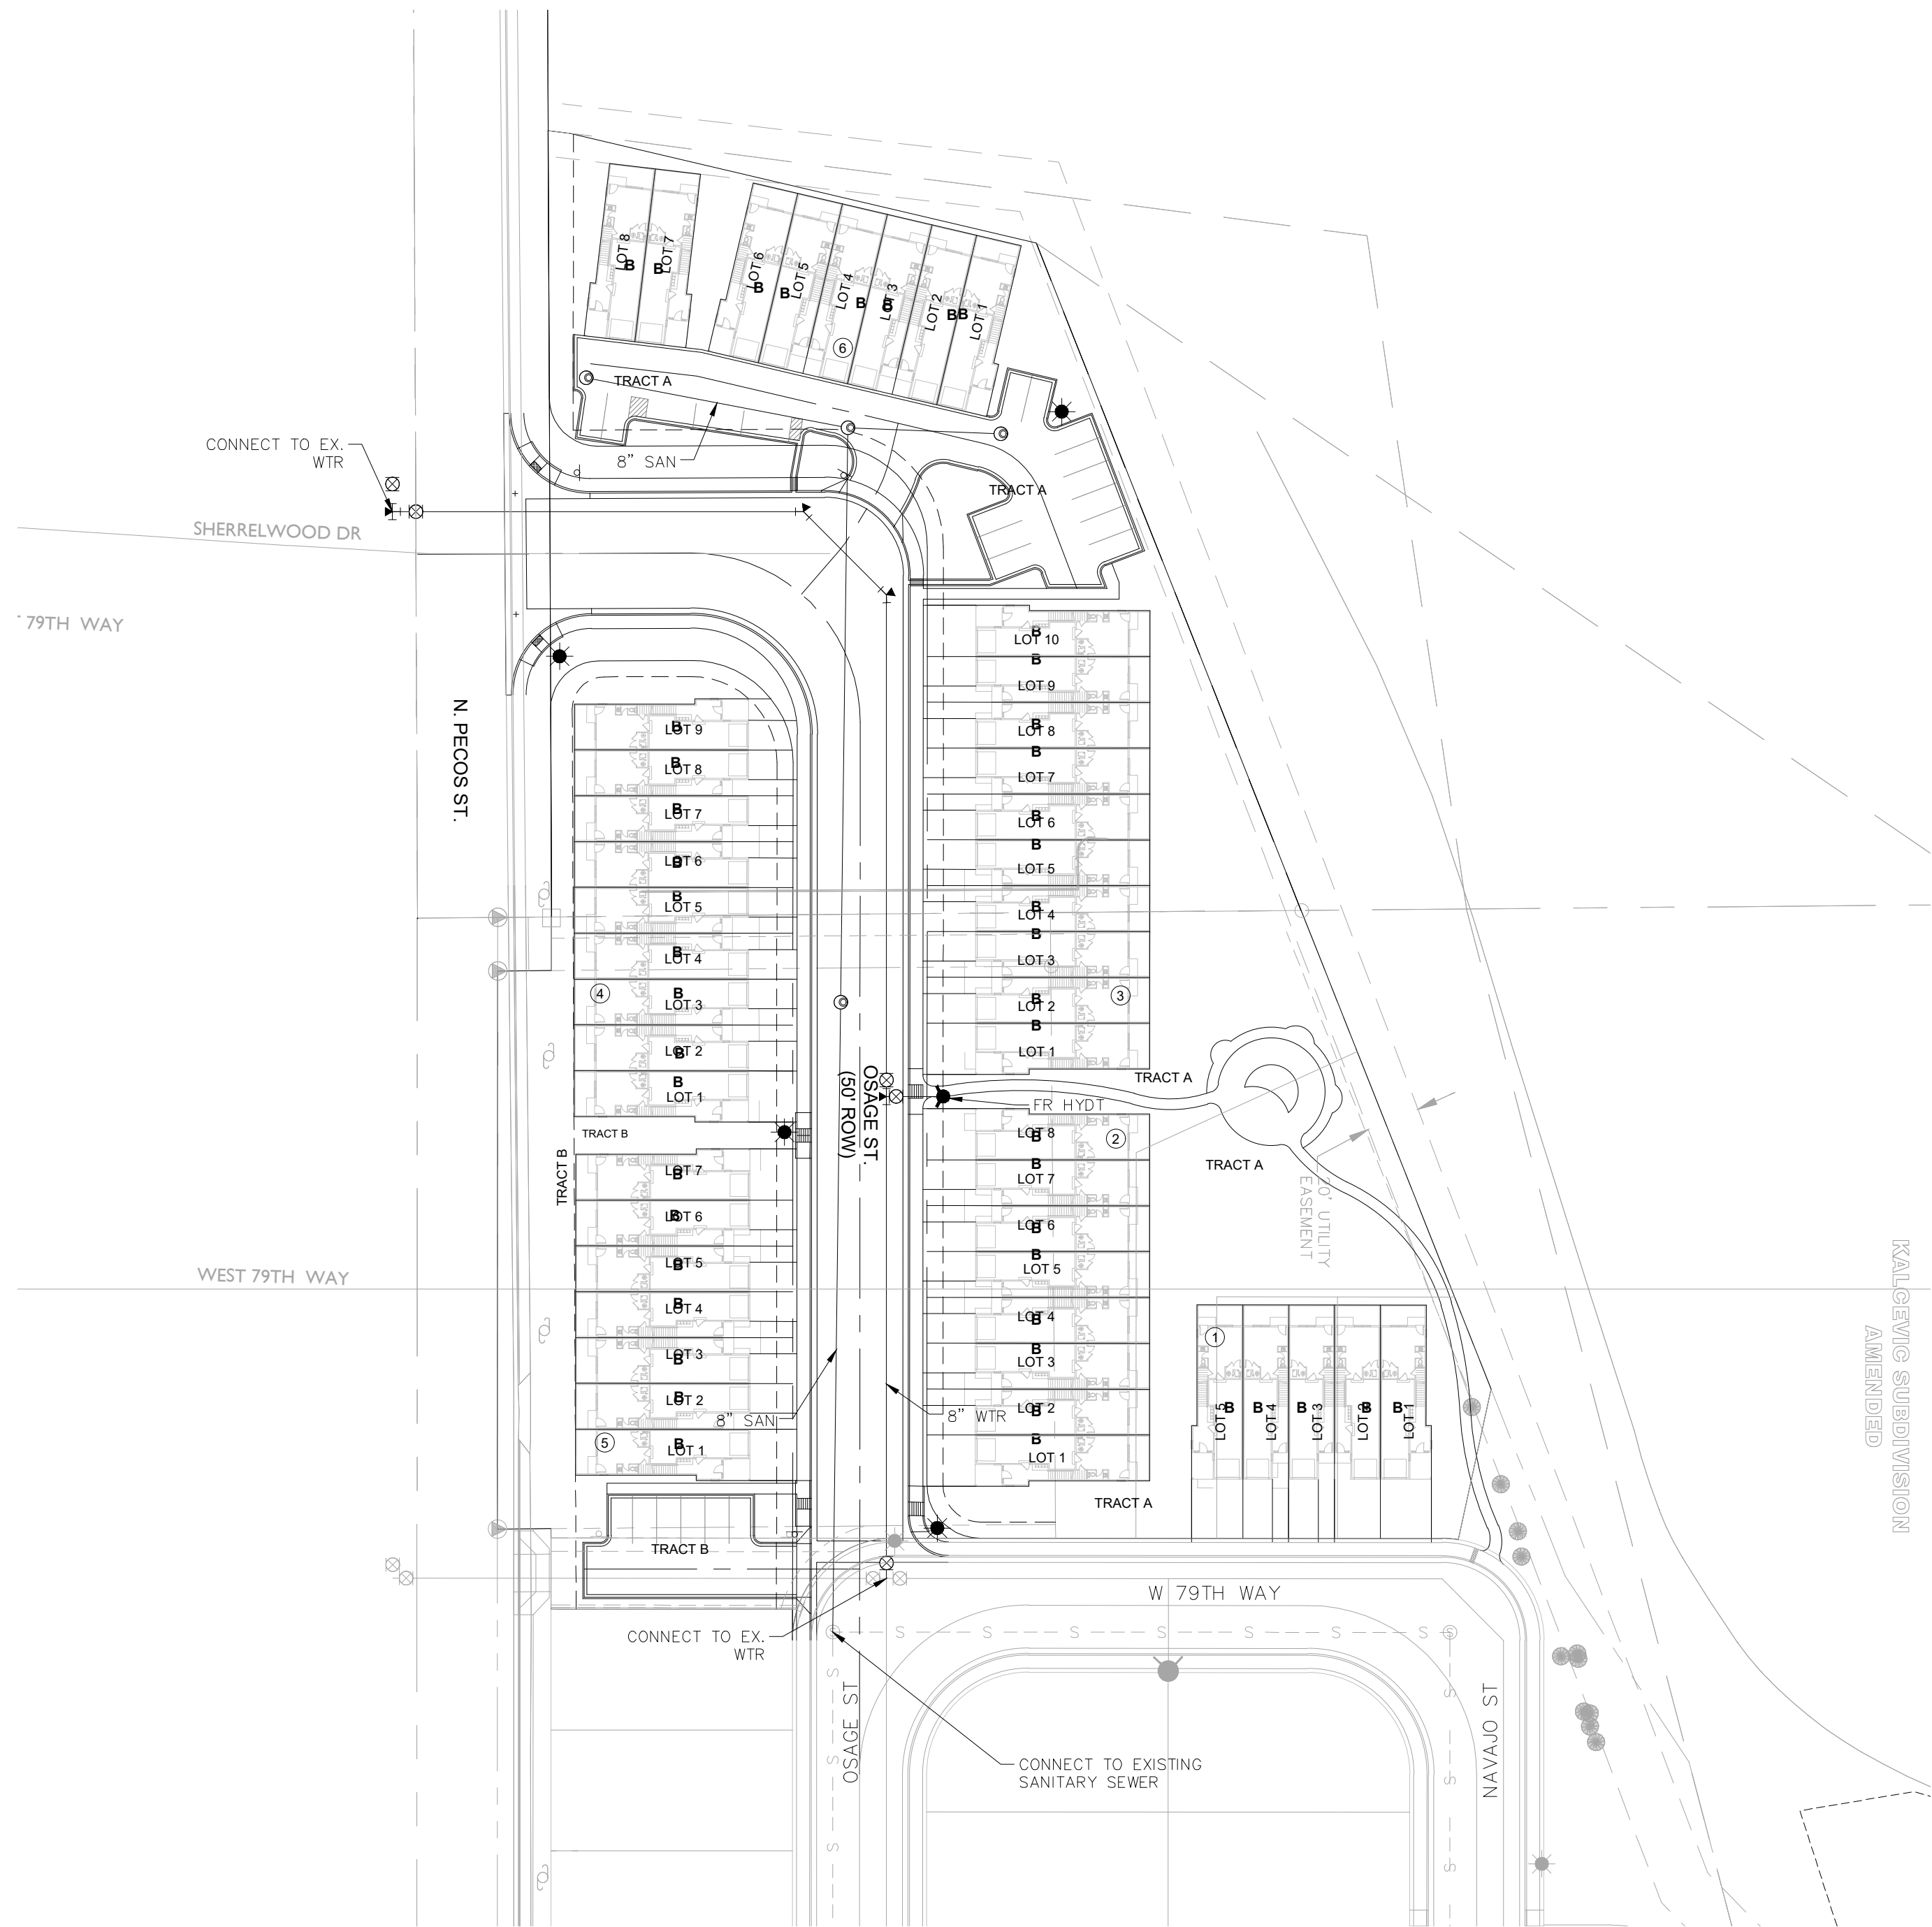 LOT 8
B
LOT 7
B
LOT 6
B
LOT 5
B
LOT 4
B
LOT 3
B
LOT 2
B
LOT 1
B
6
TRACT A
8" SAN
TRACT A
CONNECT TO EX.
WTR
SHERRELWOOD DR
79TH WAY
N. PECOS ST.
LOT 9
B
LOT 8
B
LOT 7
B
LOT 6
B
LOT 5
B
LOT 4
B
LOT 3
B
LOT 2
B
LOT 1
B
4
LOT 10
B
LOT 9
B
LOT 8
B
LOT 7
B
LOT 6
B
LOT 5
B
LOT 4
B
LOT 3
B
LOT 2
B
LOT 1
B
3
OSAGE ST.
(50' ROW)
TRACT A
FR HYDT
TRACT B
TRACT B
LOT 7
B
LOT 6
B
LOT 5
B
LOT 4
B
LOT 3
B
LOT 2
B
LOT 1
B
5
LOT 8
B
LOT 7
B
LOT 6
B
LOT 5
B
LOT 4
B
LOT 3
B
LOT 2
B
LOT 1
B
2
TRACT A
20' UTILITY
EASEMENT
WEST 79TH WAY
8" SAN
8" WTR
1
LOT 5
B
LOT 4
B
LOT 3
B
LOT 2
B
LOT 1
B
KALCEVIC SUBDIVISION
AMENDED
TRACT A
TRACT B
W 79TH WAY
CONNECT TO EX.
WTR
S
S
S
S
S
S
S
S
S
OSAGE ST
S
S
S
NAVAJO ST
S
S
S
CONNECT TO EXISTING
SANITARY SEWER